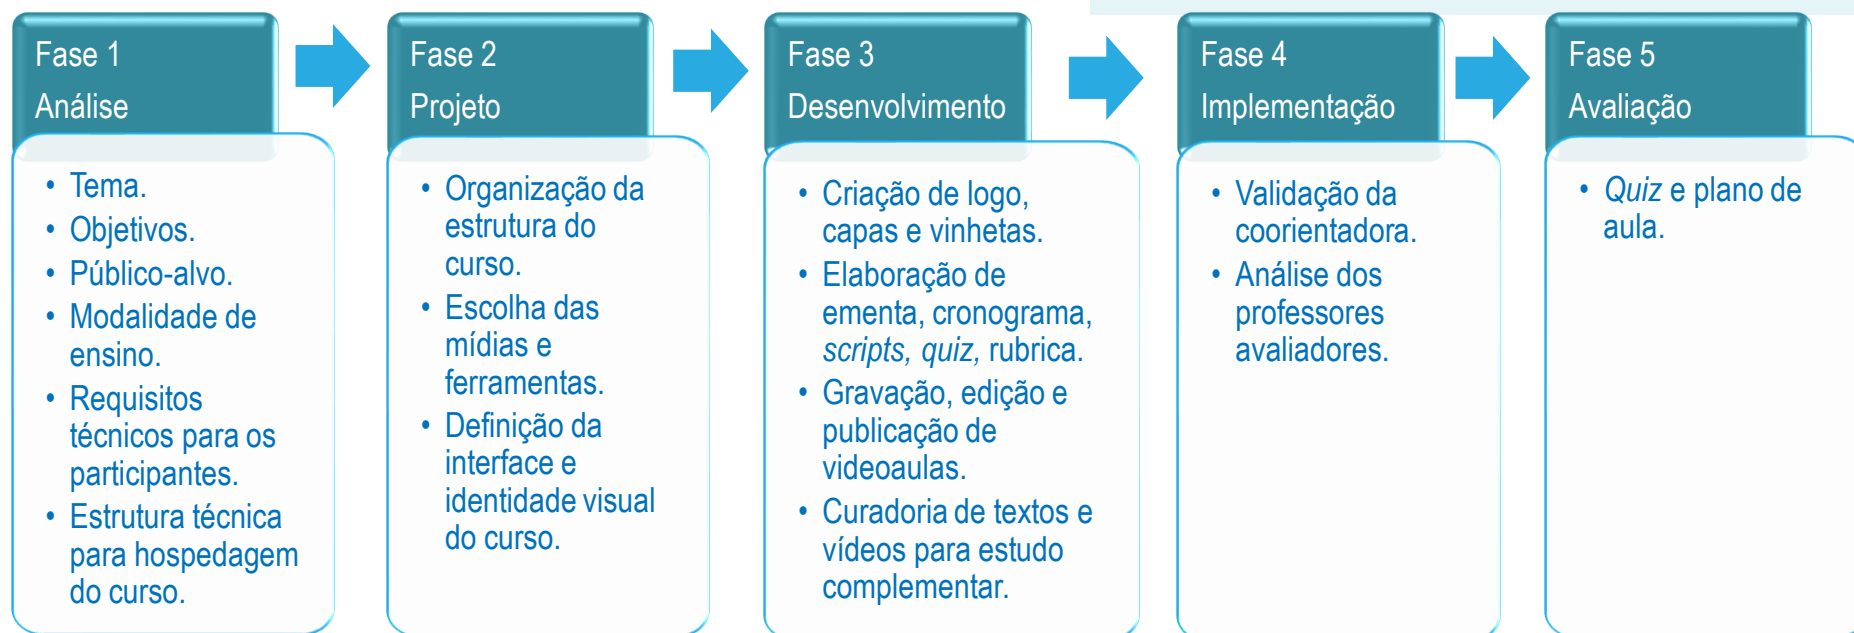 Fase 1
Análise
• Tema.
• Objetivos.
• Público-alvo.
• Modalidade de
ensino.
• Requisitos
técnicos para os
participantes.
• Estrutura técnica
para hospedagem
do curso.
Fase 2
Projeto
• Organização da
estrutura do
curso.
• Escolha das
mídias e
ferramentas.
• Definição da
interface e
identidade visual
do curso.
Fase 3
Desenvolvimento
• Criação de logo,
capas e vinhetas.
• Elaboração de
ementa, cronograma,
scripts, quiz, rubrica.
• Gravação, edição e
publicação de
videoaulas.
• Curadoria de textos e
vídeos para estudo
complementar.
Fase 4
Implementação
• Validação da
coorientadora.
• Análise dos
professores
avaliadores.
Fase 5
Avaliação
• Quiz e plano de
aula.